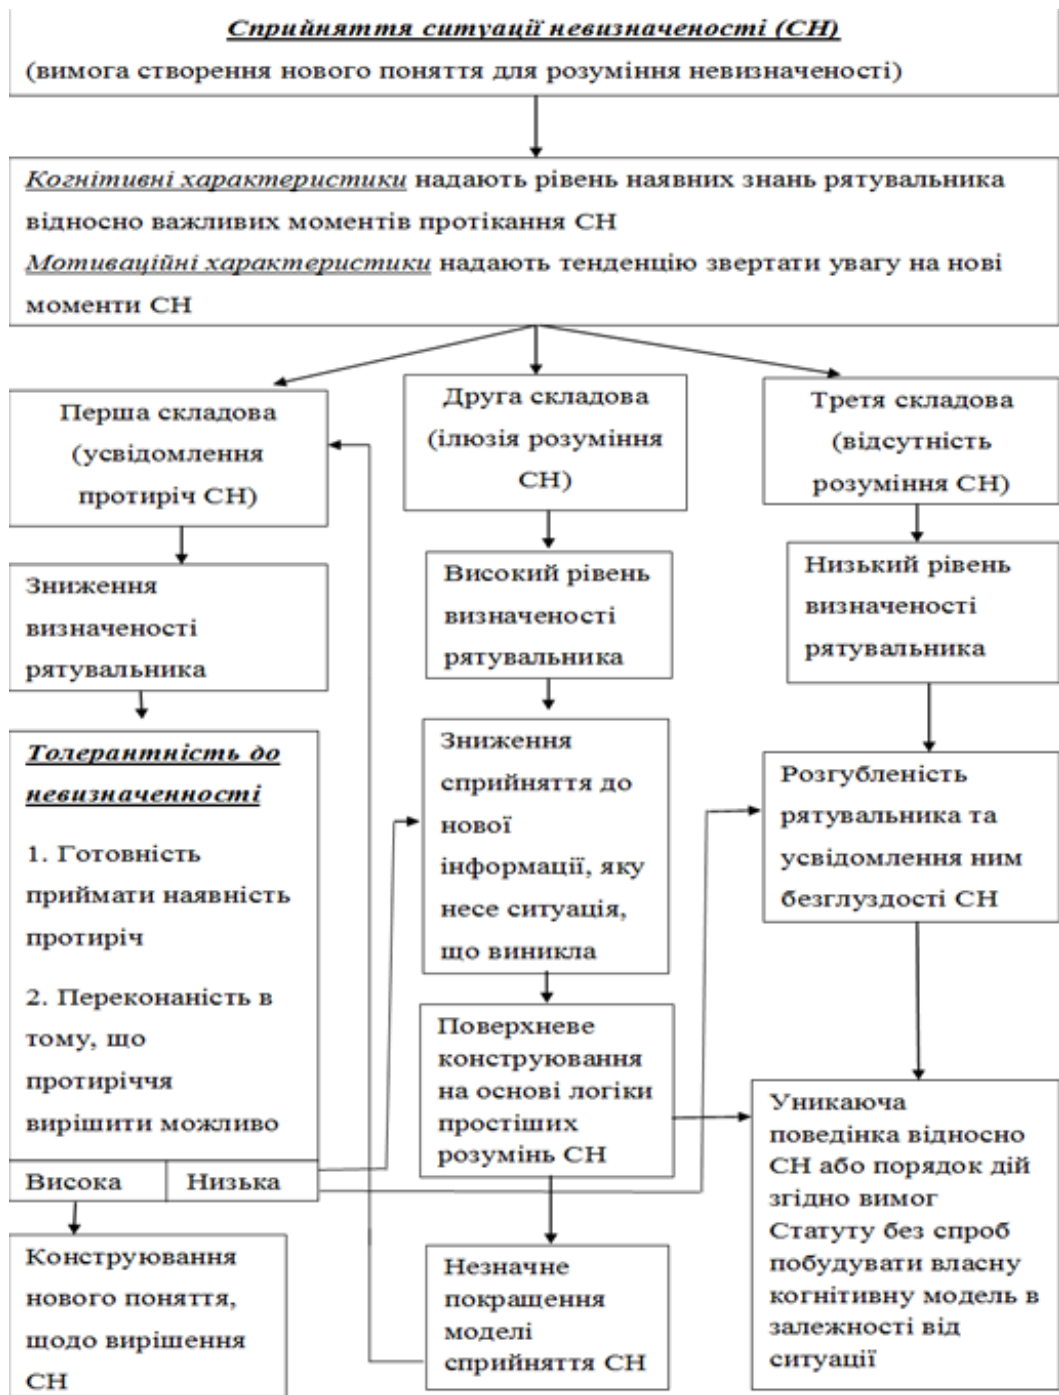 Сприйняття ситуації невизначеності (СН)
(вимога створення нового поняття для розуміння невизначеності)
Когнітивні характеристики надають рівень наявних знань рятувальника
відносно важливих моментів протікання СН
Мотиваційні характеристики надають тенденцію звертати увагу на нові
моменти СН
Перша складова
(усвідомлення
протиріч СН)
Друга складова
(ілюзія розуміння
СН)
Третя складова
(відсутність
розуміння СН)
Зниження
визначеності
рятувальника
Високий рівень
визначеності
рятувальника
Низький рівень
визначеності
рятувальника
Толерантність до
невизначенності
1. Готовність
приймати наявність
протиріч
2. Переконаність в
тому, що
протиріччя
вирішити можливо
Висока
Низька
Зниження
сприйняття до
нової
інформації, яку
несе ситуація,
що виникла
Розгубленість
рятувальника та
усвідомлення ним
безглуздості СН
Поверхневе
конструювання
на основі логіки
простіших
розумінь СН
Уникаюча
поведінка відносно
СН або порядок дій
згідно вимог
Статуту без спроб
побудувати власну
когнітивну модель в
залежності від
ситуації
Конструювання
нового поняття,
щодо вирішення
СН
Незначне
покращення
моделі
сприйняття СН